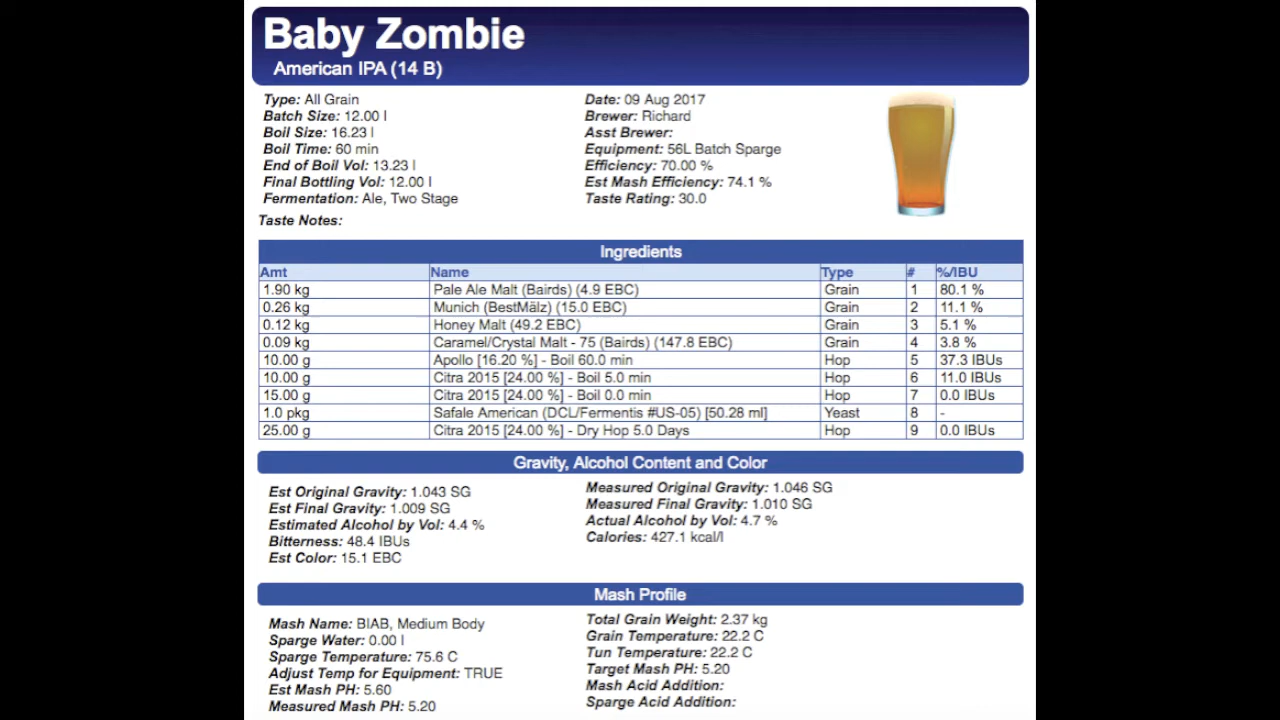 Baby Zombie
American IPA (14 B)
Type: All Grain
Batch Size: 12.00 l
Boil Size: 16.23 l
Boil Time: 60 min
End of Boil Vol: 13.23 l
Final Bottling Vol: 12.00 l
Fermentation: Ale, Two Stage
Date: 09 Aug 2017
Brewer: Richard
Asst Brewer:
Equipment: 56L Batch Sparge
Efficiency: 70.00 %
Est Mash Efficiency: 74.1 %
Taste Rating: 30.0
Taste Notes:
Ingredients
Amt Name Type # %/IBU
1.90 kg Pale Ale Malt (Bairds) (4.9 EBC) Grain 1 80.1 %
0.26 kg Munich (BestMälz) (15.0 EBC) Grain 2 11.1 %
0.12 kg Honey Malt (49.2 EBC) Grain 3 5.1 %
0.09 kg Caramel/Crystal Malt - 75 (Bairds) (147.8 EBC) Grain 4 3.8 %
10.00 g Apollo [16.20 %] - Boil 60.0 min Hop 5 37.3 IBUs
10.00 g Citra 2015 [24.00 %] - Boil 5.0 min Hop 6 11.0 IBUs
15.00 g Citra 2015 [24.00 %] - Boil 0.0 min Hop 7 0.0 IBUs
1.0 pkg Safale American (DCL/Fermentis #US-05) [50.28 ml] Yeast 8 -
25.00 g Citra 2015 [24.00 %] - Dry Hop 5.0 Days Hop 9 0.0 IBUs
Gravity, Alcohol Content and Color
Est Original Gravity: 1.043 SG
Est Final Gravity: 1.009 SG
Estimated Alcohol by Vol: 4.4 %
Bitterness: 48.4 IBUs
Est Color: 15.1 EBC
Measured Original Gravity: 1.046 SG
Measured Final Gravity: 1.010 SG
Actual Alcohol by Vol: 4.7 %
Calories: 427.1 kcal/l
Mash Profile
Mash Name: BIAB, Medium Body
Sparge Water: 0.00 l
Sparge Temperature: 75.6 C
Adjust Temp for Equipment: TRUE
Est Mash PH: 5.60
Measured Mash PH: 5.20
Total Grain Weight: 2.37 kg
Grain Temperature: 22.2 C
Tun Temperature: 22.2 C
Target Mash PH: 5.20
Mash Acid Addition:
Sparge Acid Addition: